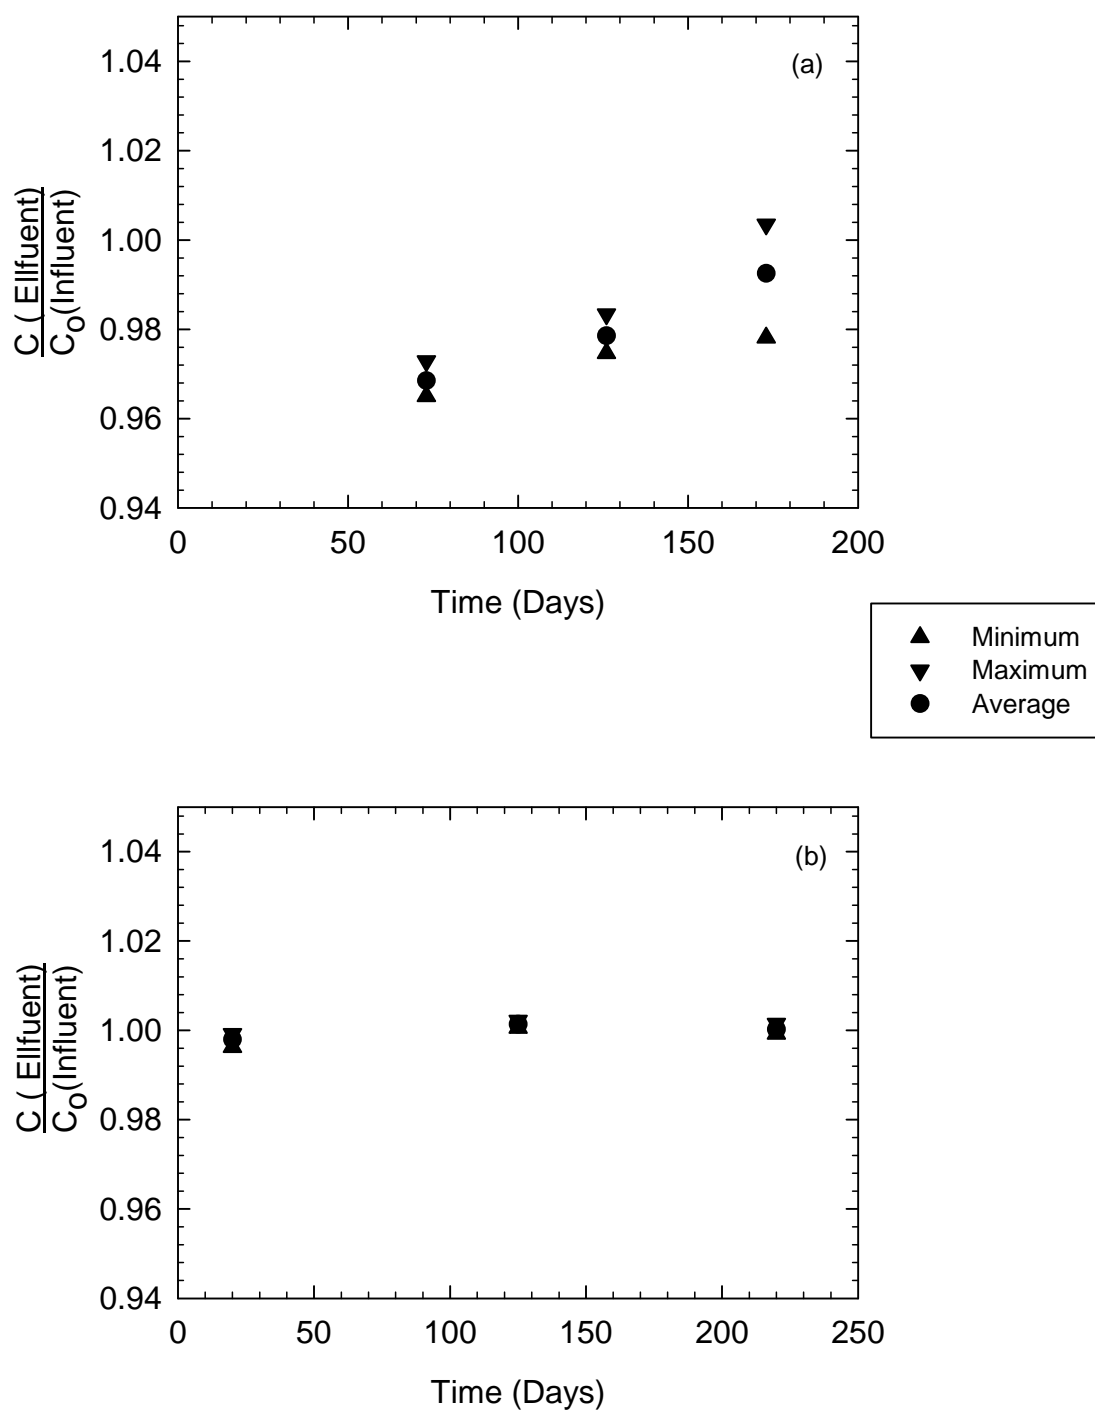 (a)
1.04
1.02
1.00
0.98
0.96
0.94
C ( Ellfuent)
Co(Influent)
0 50 100 150 200
Time (Days)
Minimum
Maximum
Average
(b)
1.04
1.02
1.00
0.98
0.96
0.94
C ( Ellfuent)
Co(Influent)
0 50 100 150 200 250
Time (Days)